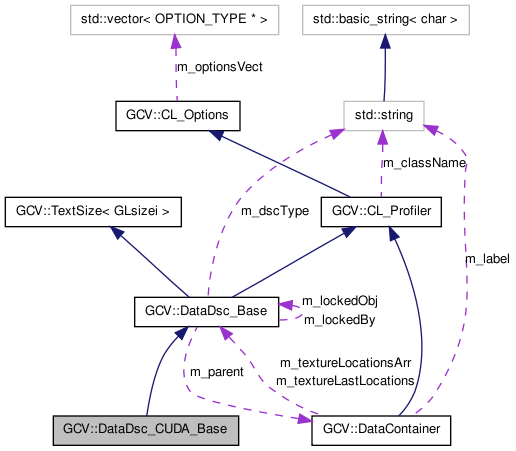 std::vector< OPTION_TYPE * >
std::basic_string< char >
m_optionsVect
GCV::CL_Options
std::string
m_className
GCV::TextSize< GLsizei >
m_dscType
GCV::CL_Profiler
m_label
GCV::DataDsc_Base
m_lockedObj
m_lockedBy
m_parent
m_textureLocationsArr
m_textureLastLocations
GCV::DataDsc_CUDA_Base
GCV::DataContainer